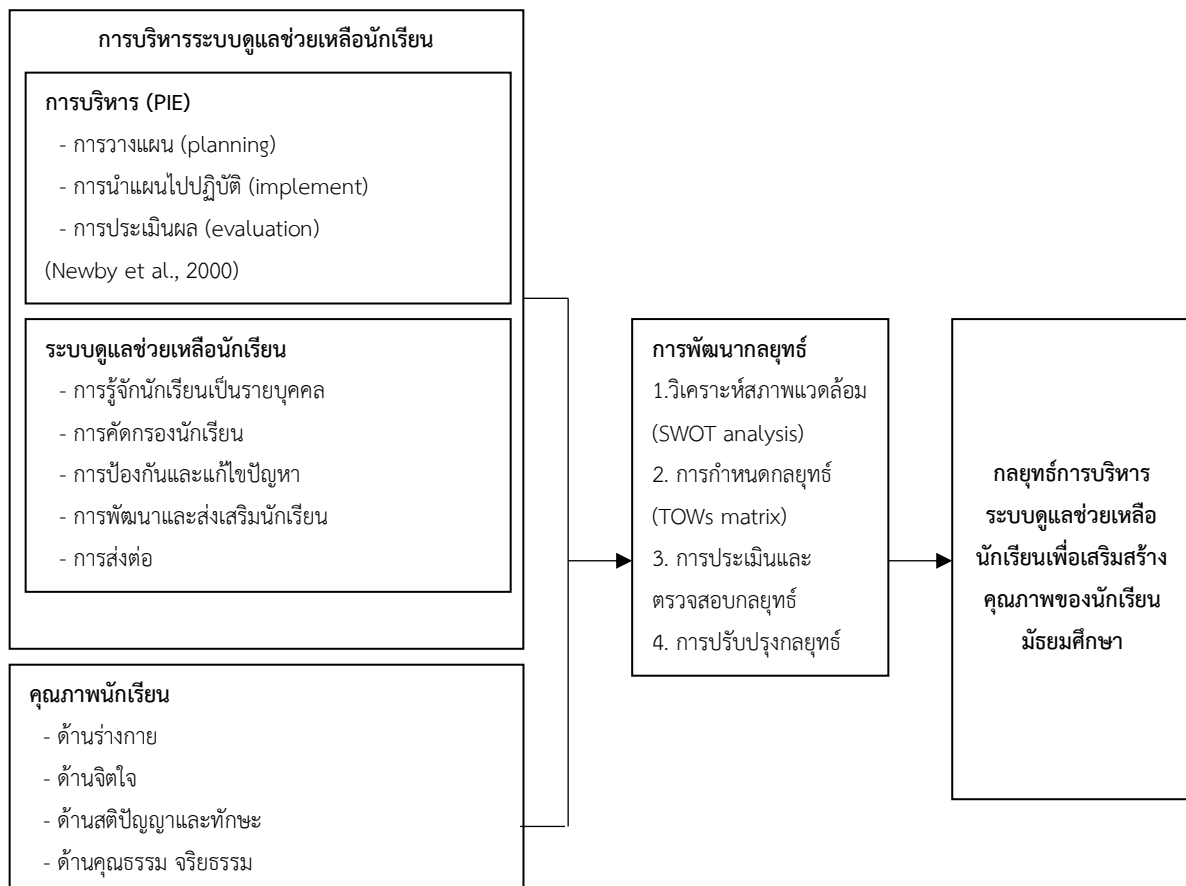 การบริหารระบบดูแลช่วยเหลือนักเรียน
การบริหาร (PIE)
- การวางแผน (planning)
- การนำแผนไปปฏิบัติ (implement)
- การประเมินผล (evaluation)
(Newby et al., 2000)
ระบบดูแลช่วยเหลือนักเรียน
- การรู้จักนักเรียนเป็นรายบุคคล
- การคัดกรองนักเรียน
- การป้องกันและแก้ไขปัญหา
- การพัฒนาและส่งเสริมนักเรียน
- การส่งต่อ
คุณภาพนักเรียน
- ด้านร่างกาย
- ด้านจิตใจ
- ด้านสติปัญญาและทักษะ
- ด้านคุณธรรม จริยธรรม
การพัฒนากลยุทธ์
1.วิเคราะห์สภาพแวดล้อม
(SWOT analysis)
2. การกำหนดกลยุทธ์
(TOWs matrix)
3. การประเมินและ
ตรวจสอบกลยุทธ์
4. การปรับปรุงกลยุทธ์
กลยุทธ์การบริหาร
ระบบดูแลช่วยเหลือ
นักเรียนเพื่อเสริมสร้าง
คุณภาพของนักเรียน
มัธยมศึกษา